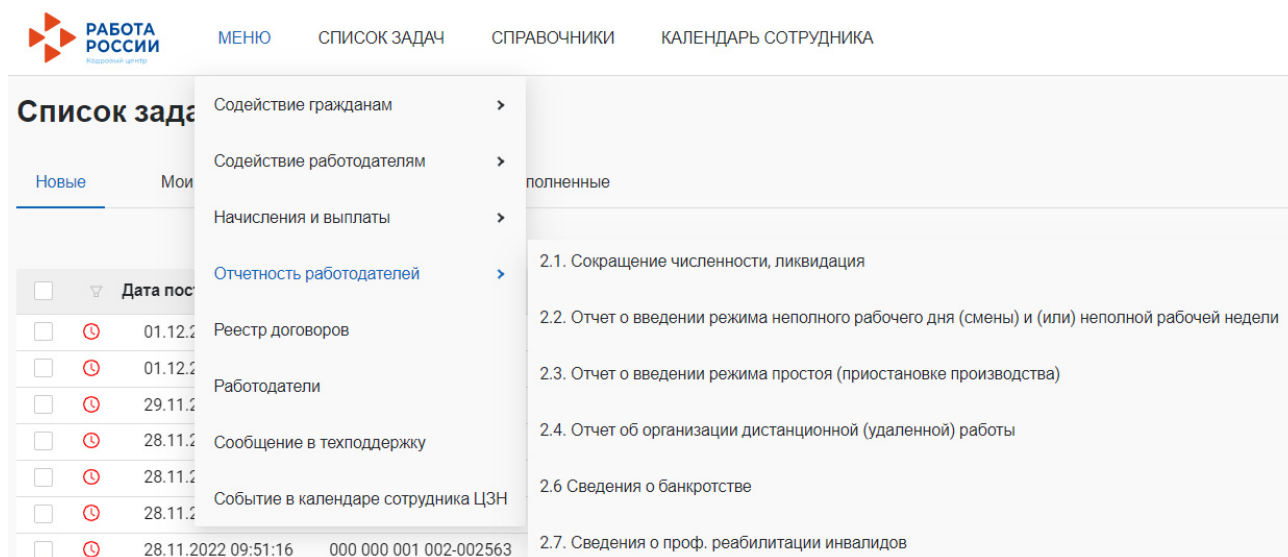 РАБОТА РОССИИ
Кадровый центр
МЕНЮ СПИСОК ЗАДАЧ СПРАВОЧНИКИ КАЛЕНДАРЬ СОТРУДНИКА
Список зада
Новые Мои полненные
Содействие гражданам
Содействие работодателям
Начисления и выплаты
Отчетность работодателей
Реестр договоров
Работодатели
Сообщение в техподдержку
Событие в календаре сотрудника ЦЗН
2.1. Сокращение численности, ликвидация
2.2. Отчет о введении режима неполного рабочего дня (смены) и (или) неполной рабочей недели
2.3. Отчет о введении режима простоя (приостановке производства)
2.4. Отчет об организации дистанционной (удаленной) работы
2.6 Сведения о банкротстве
2.7. Сведения о проф. реабилитации инвалидов
Дата пос
01.12.2
01.12.2
29.11.2
28.11.2
28.11.2
28.11.2
28.11.2022 09:51:16 000 000 001 002-002563